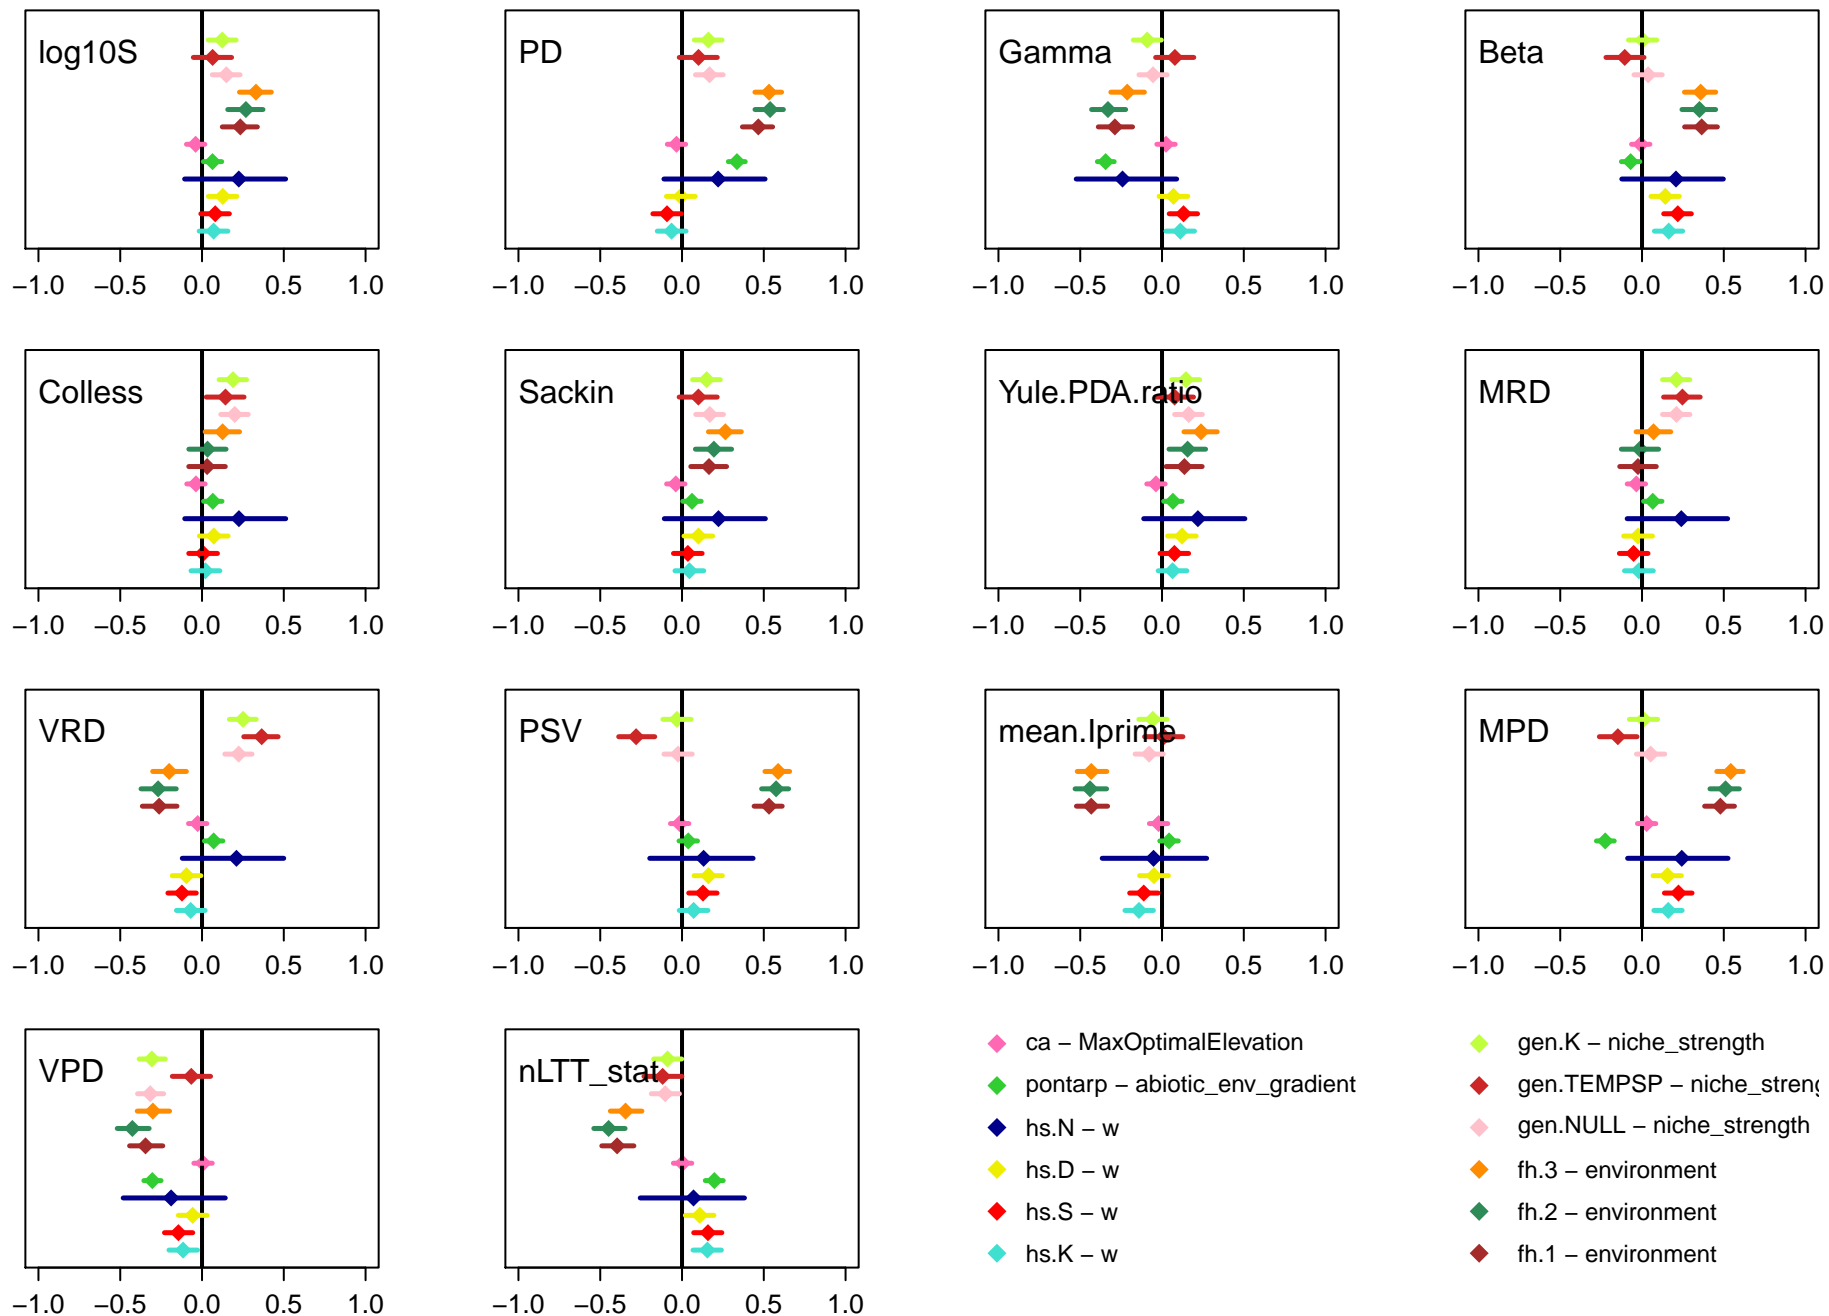 log10S
PD
Gamma
Beta
−1.0 −0.5 0.0 0.5 1.0
−1.0 −0.5 0.0 0.5 1.0
−1.0 −0.5 0.0 0.5 1.0
−1.0 −0.5 0.0 0.5 1.0
Colless
Sackin
Yule.PDA.ratio
MRD
−1.0 −0.5 0.0 0.5 1.0
−1.0 −0.5 0.0 0.5 1.0
−1.0 −0.5 0.0 0.5 1.0
−1.0 −0.5 0.0 0.5 1.0
VRD
PSV
mean.Iprime
MPD
−1.0 −0.5 0.0 0.5 1.0
−1.0 −0.5 0.0 0.5 1.0
−1.0 −0.5 0.0 0.5 1.0
−1.0 −0.5 0.0 0.5 1.0
VPD
nLTT_stat
−1.0 −0.5 0.0 0.5 1.0
−1.0 −0.5 0.0 0.5 1.0
ca − MaxOptimalElevation
pontarp − abiotic_env_gradient
hs.N − w
hs.D − w
hs.S − w
hs.K − w
gen.K − niche_strength
gen.TEMPSP − niche_streng
gen.NULL − niche_strength
fh.3 − environment
fh.2 − environment
fh.1 − environment